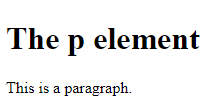 The p element
This is a paragraph.